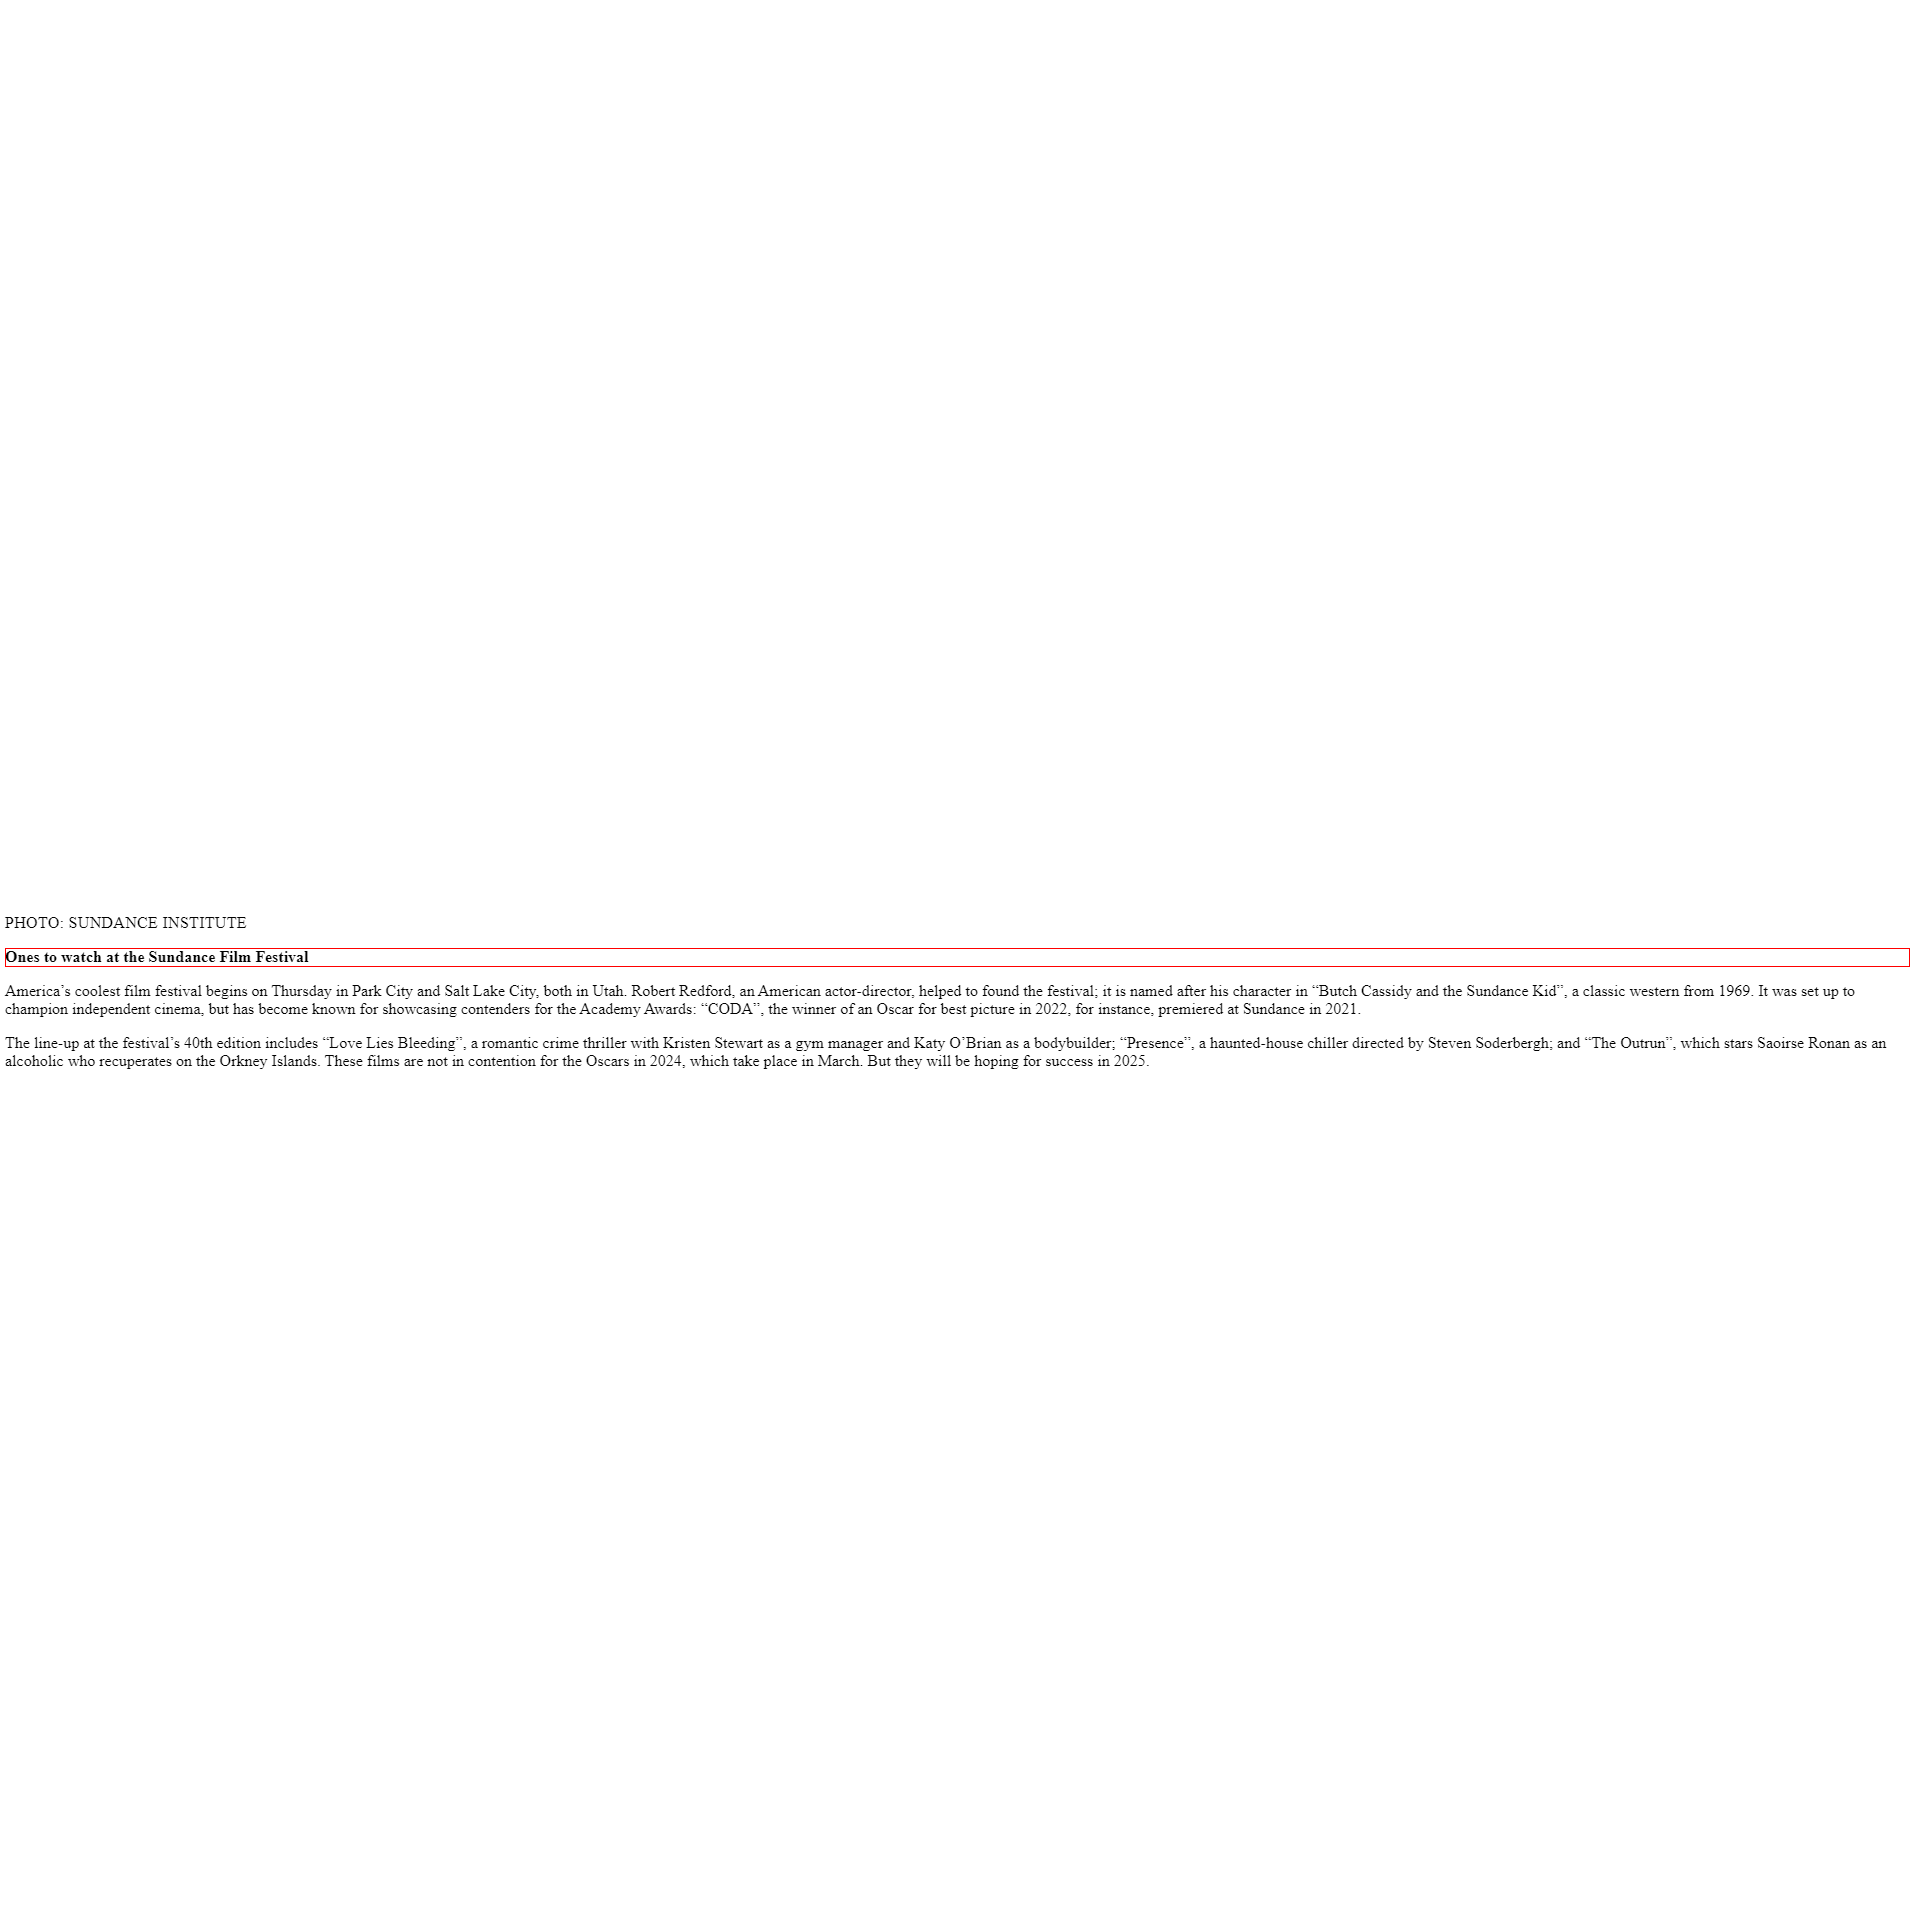 PHOTO: SUNDANCE INSTITUTE
Ones to watch at the Sundance Film Festival
America’s coolest film festival begins on Thursday in Park City and Salt Lake City, both in Utah. Robert Redford, an American actor-director, helped to found the festival; it is named after his character in “Butch Cassidy and the Sundance Kid”, a classic western from 1969. It was set up to
champion independent cinema, but has become known for showcasing contenders for the Academy Awards: “CODA”, the winner of an Oscar for best picture in 2022, for instance, premiered at Sundance in 2021.
The line-up at the festival’s 40th edition includes “Love Lies Bleeding”, a romantic crime thriller with Kristen Stewart as a gym manager and Katy O’Brian as a bodybuilder; “Presence”, a haunted-house chiller directed by Steven Soderbergh; and “The Outrun”, which stars Saoirse Ronan as an
alcoholic who recuperates on the Orkney Islands. These films are not in contention for the Oscars in 2024, which take place in March. But they will be hoping for success in 2025.